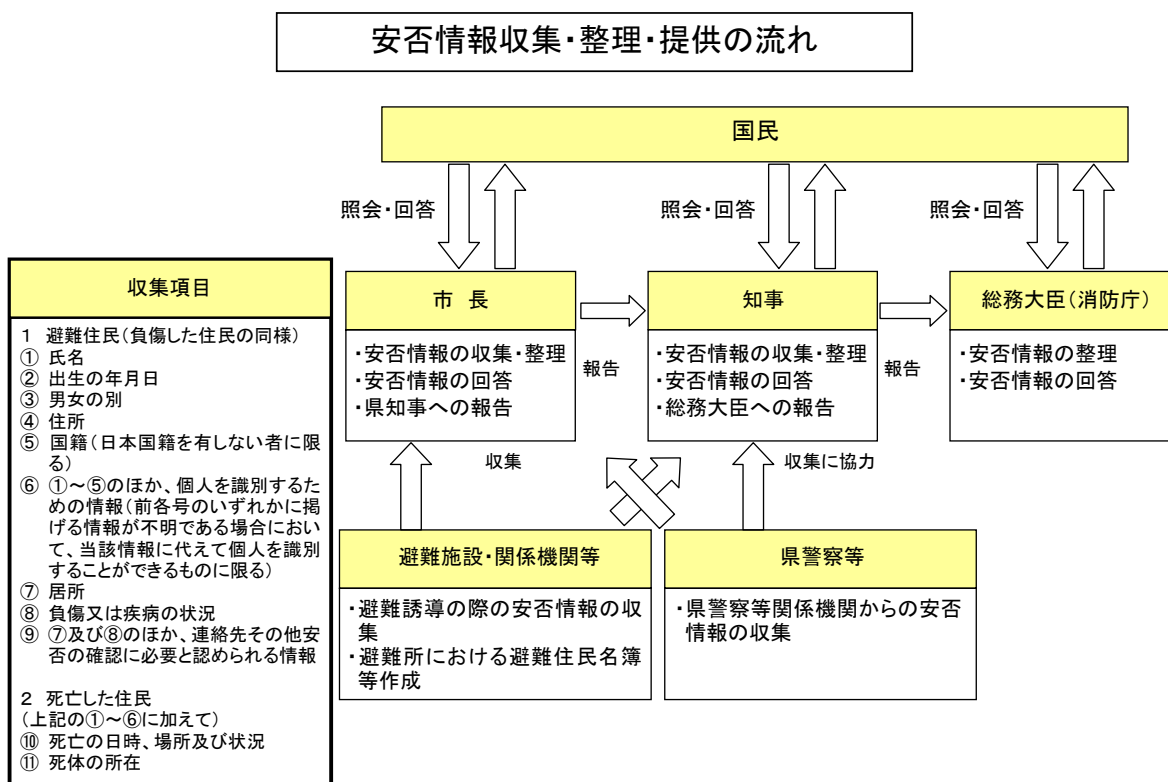 安否情報収集・整理・提供の流れ
国民
照会・回答
照会・回答
照会・回答
収集項目
1 避難住民(負傷した住民の同様)
① 氏名
② 出生の年月日
③ 男女の別
④ 住所
⑤ 国籍(日本国籍を有しない者に限
る)
⑥ ①～⑤のほか、個人を識別するた
めの情報(前各号のいずれかに掲
げる情報が不明である場合におい
て、当該情報に代えて個人を識別
することができるものに限る)
⑦ 居所
⑧ 負傷又は疾病の状況
⑨ ⑦及び⑧のほか、連絡先その他安
否の確認に必要と認められる情報
2 死亡した住民
(上記の①～⑥に加えて)
⑩ 死亡の日時、場所及び状況
⑪ 死体の所在
市 長
・安否情報の収集・整理
・安否情報の回答
・県知事への報告
報告
知事
・安否情報の収集・整理
・安否情報の回答
・総務大臣への報告
報告
総務大臣(消防庁)
・安否情報の整理
・安否情報の回答
収集
収集に協力
避難施設・関係機関等
・避難誘導の際の安否情報の収
集
・避難所における避難住民名簿
等作成
県警察等
・県警察等関係機関からの安否
情報の収集